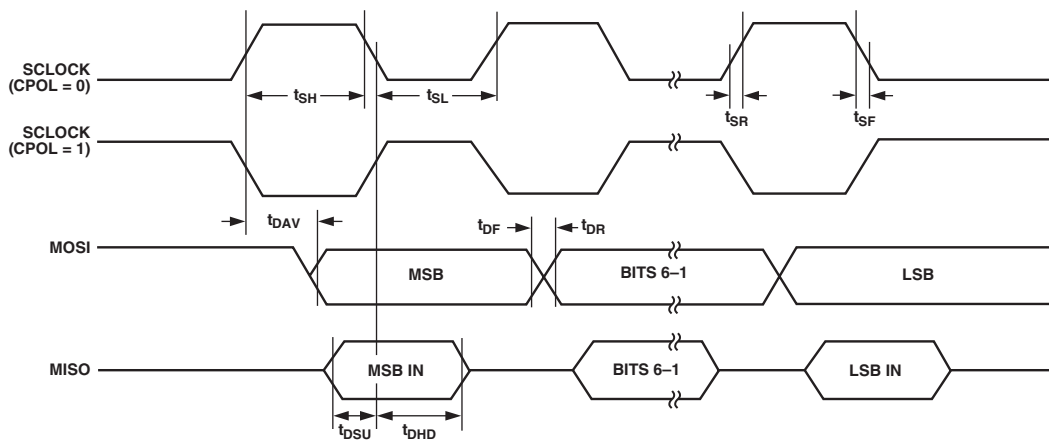 SCLOCK
(CPOL = 0)
tSH
tSL
tSR
tSF
SCLOCK
(CPOL = 1)
tDAV
tDF
tDR
MOSI
MSB
BITS 6–1
LSB
MISO
MSB IN
BITS 6–1
LSB IN
tDSU
tDHD